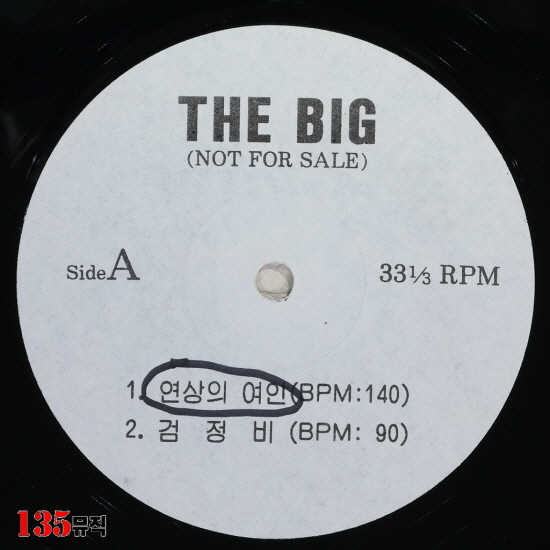 THE BIG
(NOT FOR SALE)
Side A
33⅓ RPM
1. 연상의 여인(BPM:140)
2. 검 정 비 (BPM: 90)
135뮤직